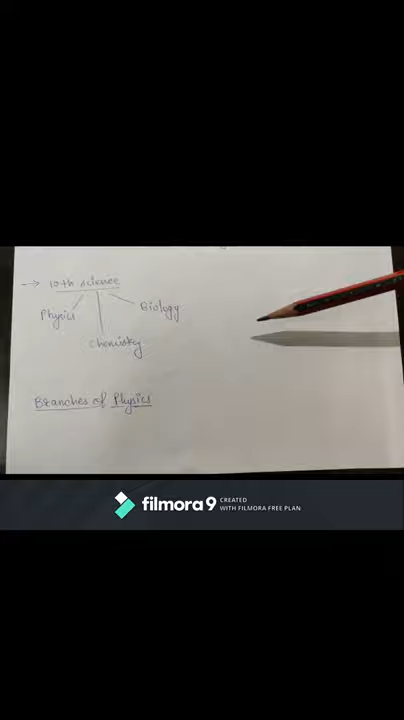 → 10th science
Physics
Biology
Chemistry
Branches of Physics
filmora 9 CREATED
WITH FILMORA FREE PLAN